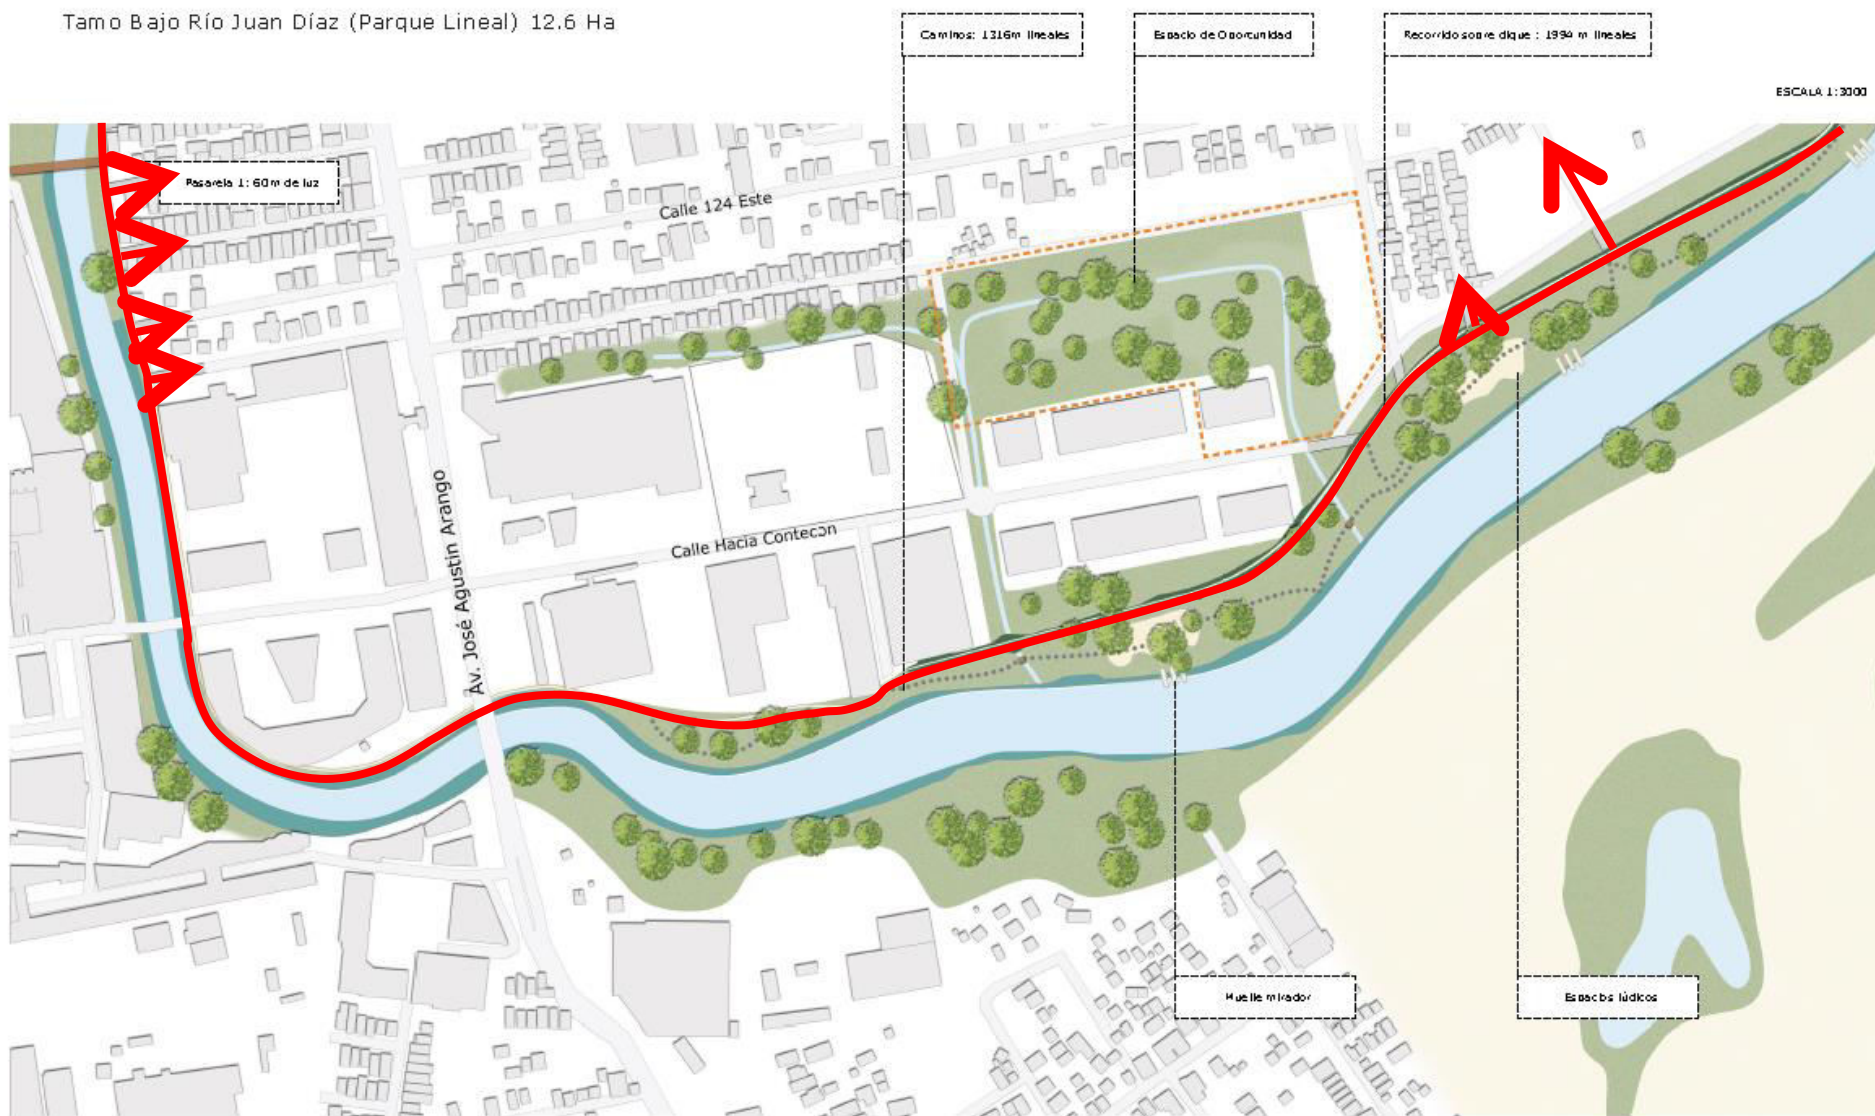 Tamo Bajo Río Juan Díaz (Parque Lineal) 12.6 Ha
Caminos: 1316m lineales
Espacio de Oportunidad
Recorrido sobre dique : 1994 m lineales
ESCALA 1:3000
Pasarela 1: 60m de luz
Calle 124 Este
Av. José Agustin Arango
Calle Hacia Contecon
Muelle mirador
Espacios lúdicos